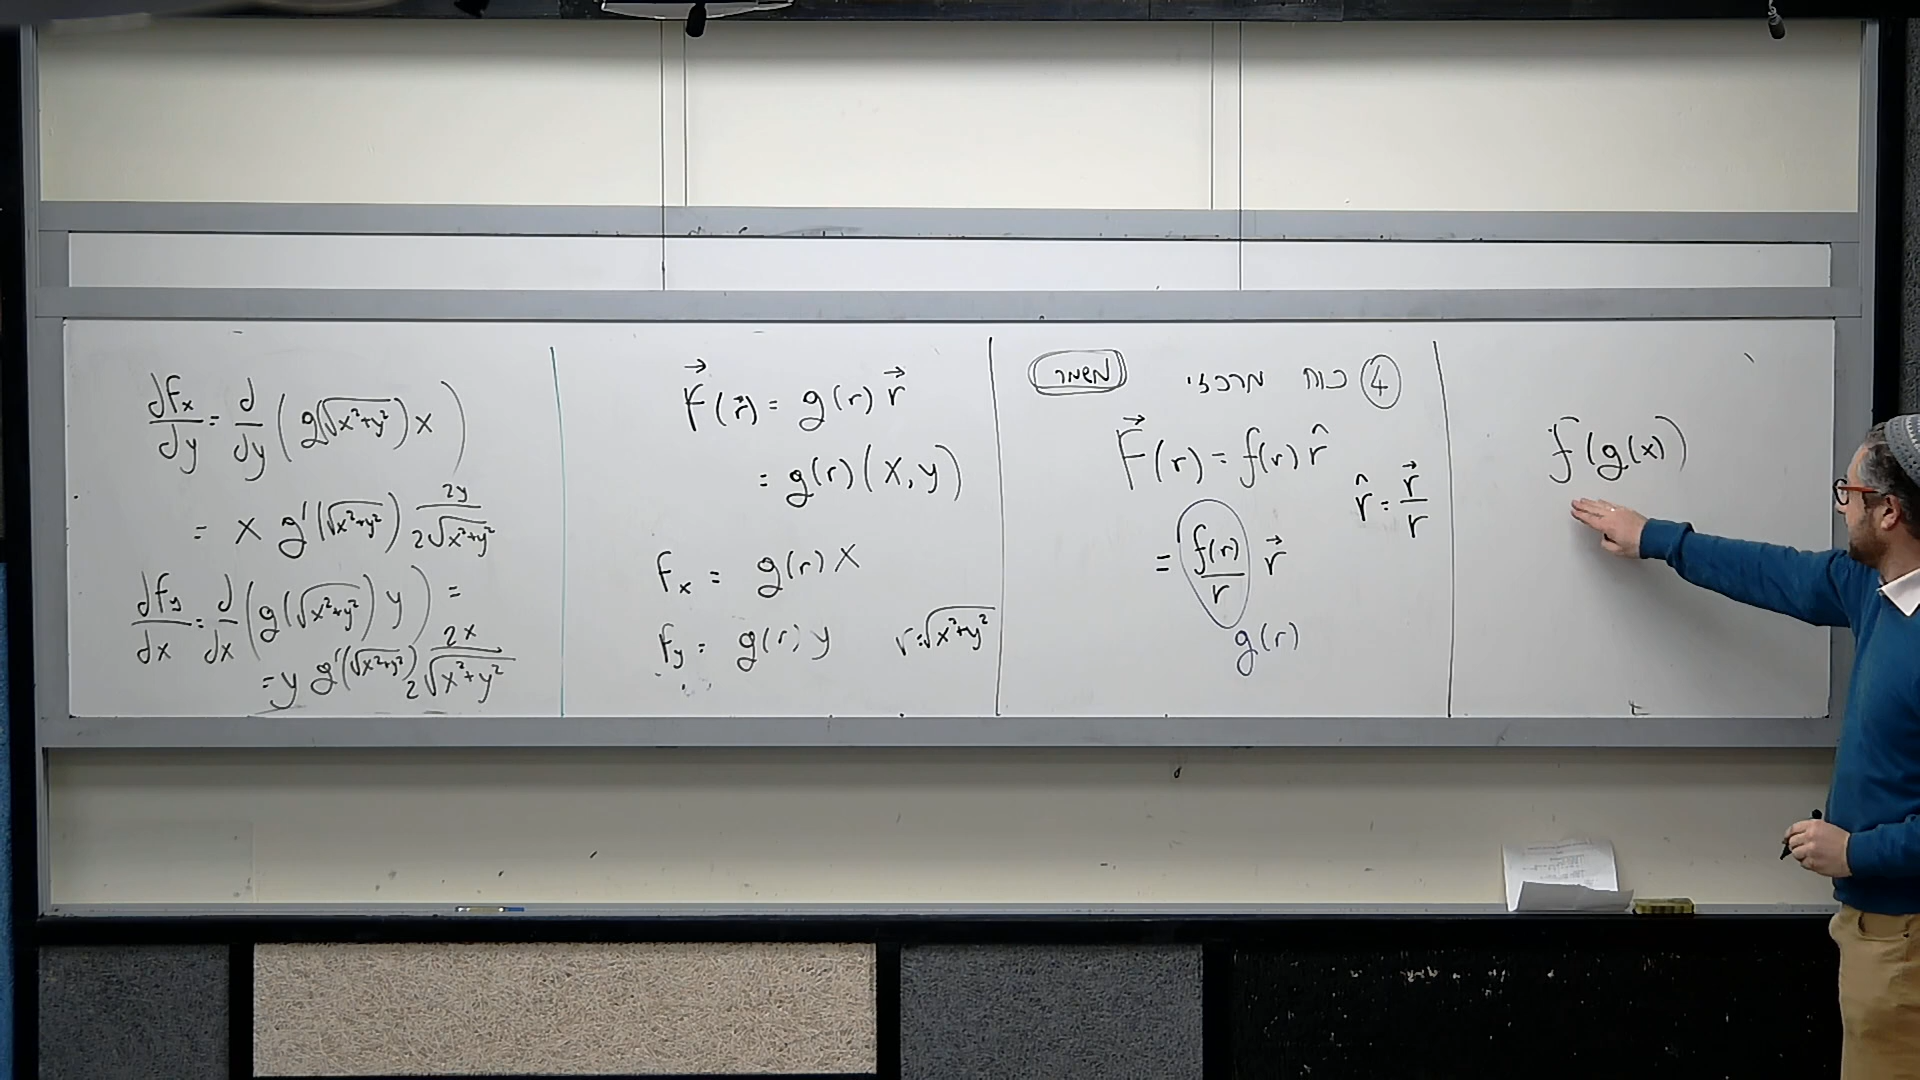 ④ כוח מרכזי משמר
F⃗(r) = f(r) r̂
r̂ = r⃗/r
= f(r)/r r⃗
g(r)
F⃗(r⃗) = g(r) r⃗
= g(r)(x,y)
Fx = g(r) x
Fy = g(r) y
r = √(x²+y²)
dFx/dy = d/dy (g(√(x²+y²)) x)
= x g'(√(x²+y²)) 2y/(2√(x²+y²))
dFy/dx = d/dx (g(√(x²+y²)) y) =
= y g'(√(x²+y²)) 2x/(2√(x²+y²))
f(g(x))